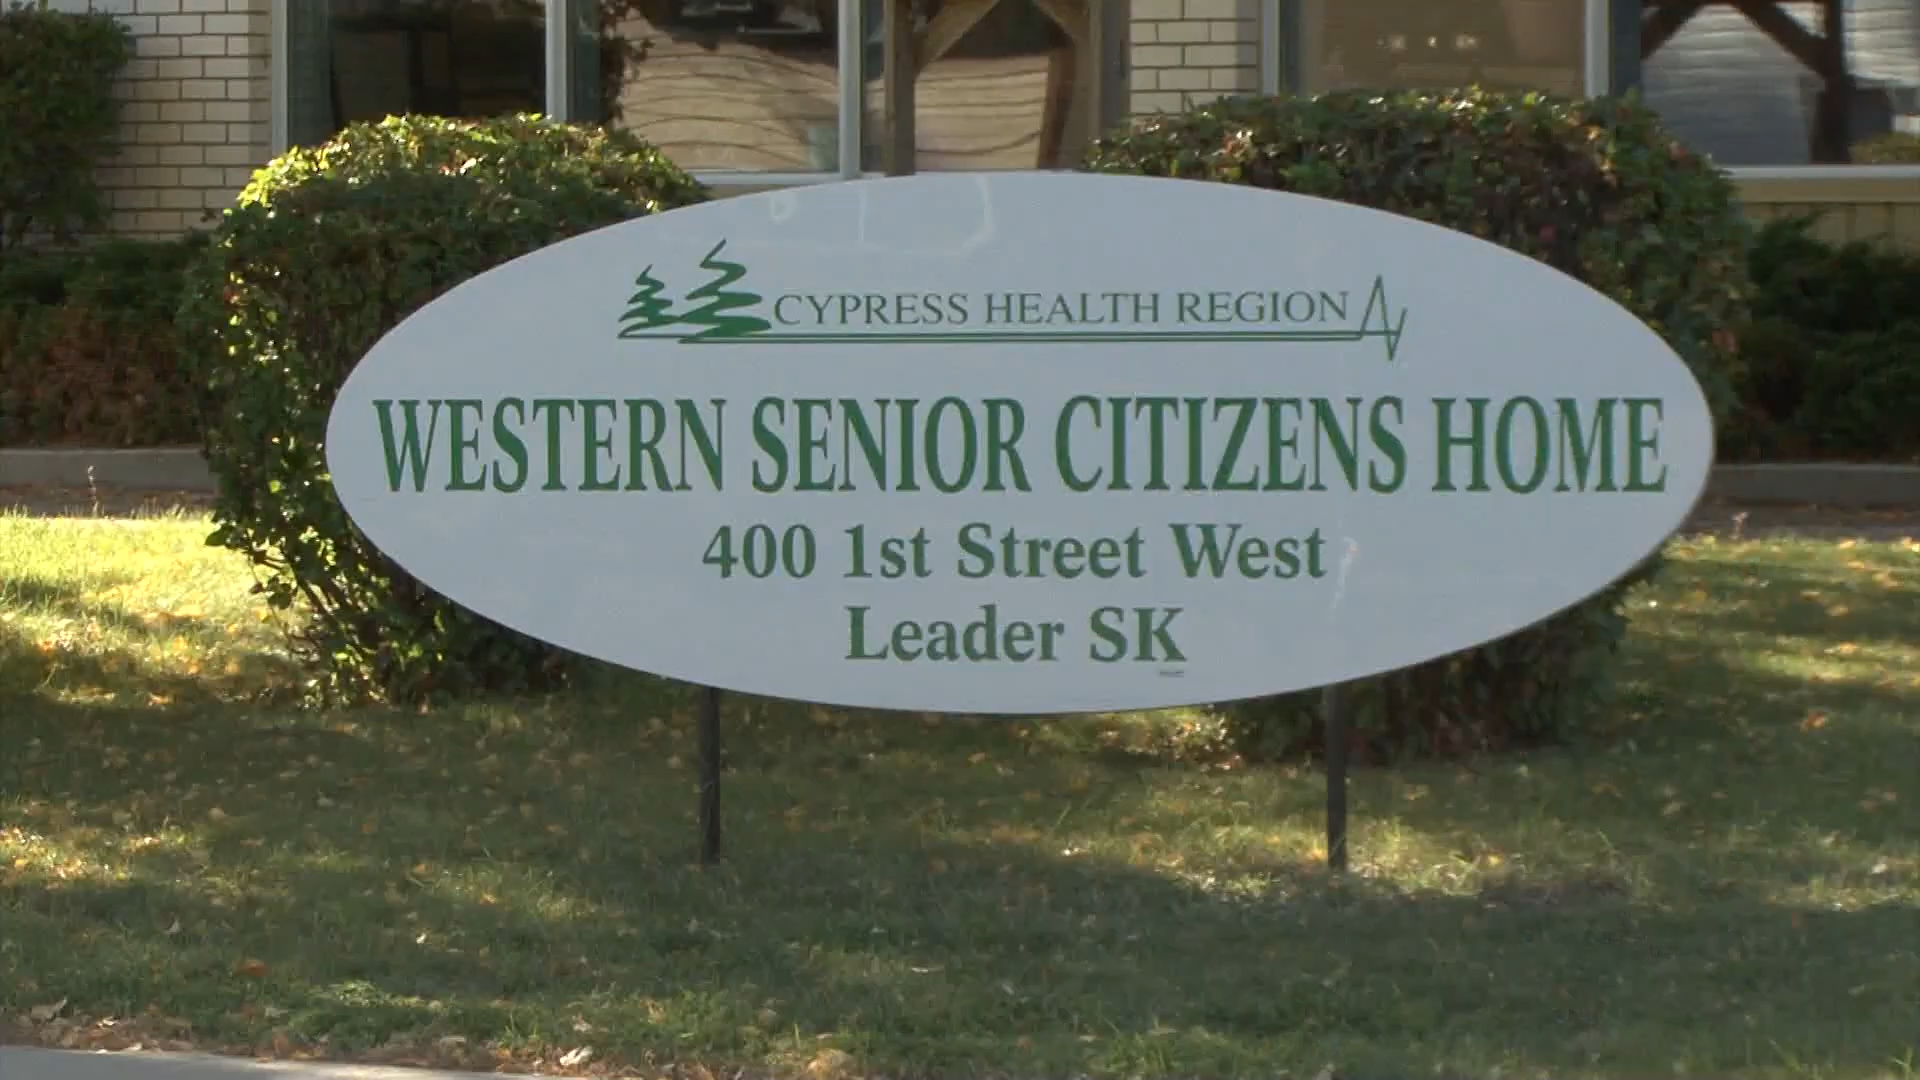 CYPRESS HEALTH REGION
WESTERN SENIOR CITIZENS HOME
400 1st Street West
Leader SK